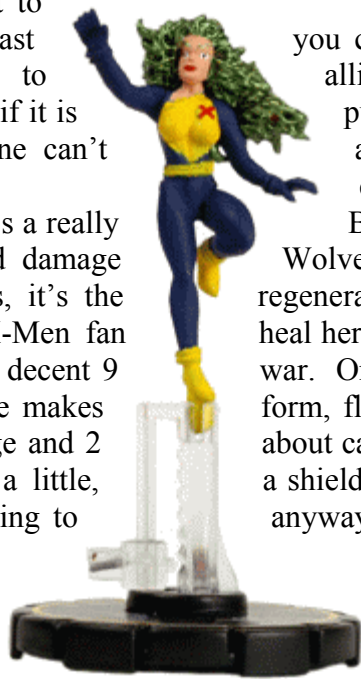 to
ast
to
if it is
ne can't
s a really
d damage
s, it's the
-Men fan
decent 9
e makes
ge and 2
a little,
ing to
you
alli
p
a
Wolve
regenera
heal her
war. O
form, fl
about ca
a shield
anyway